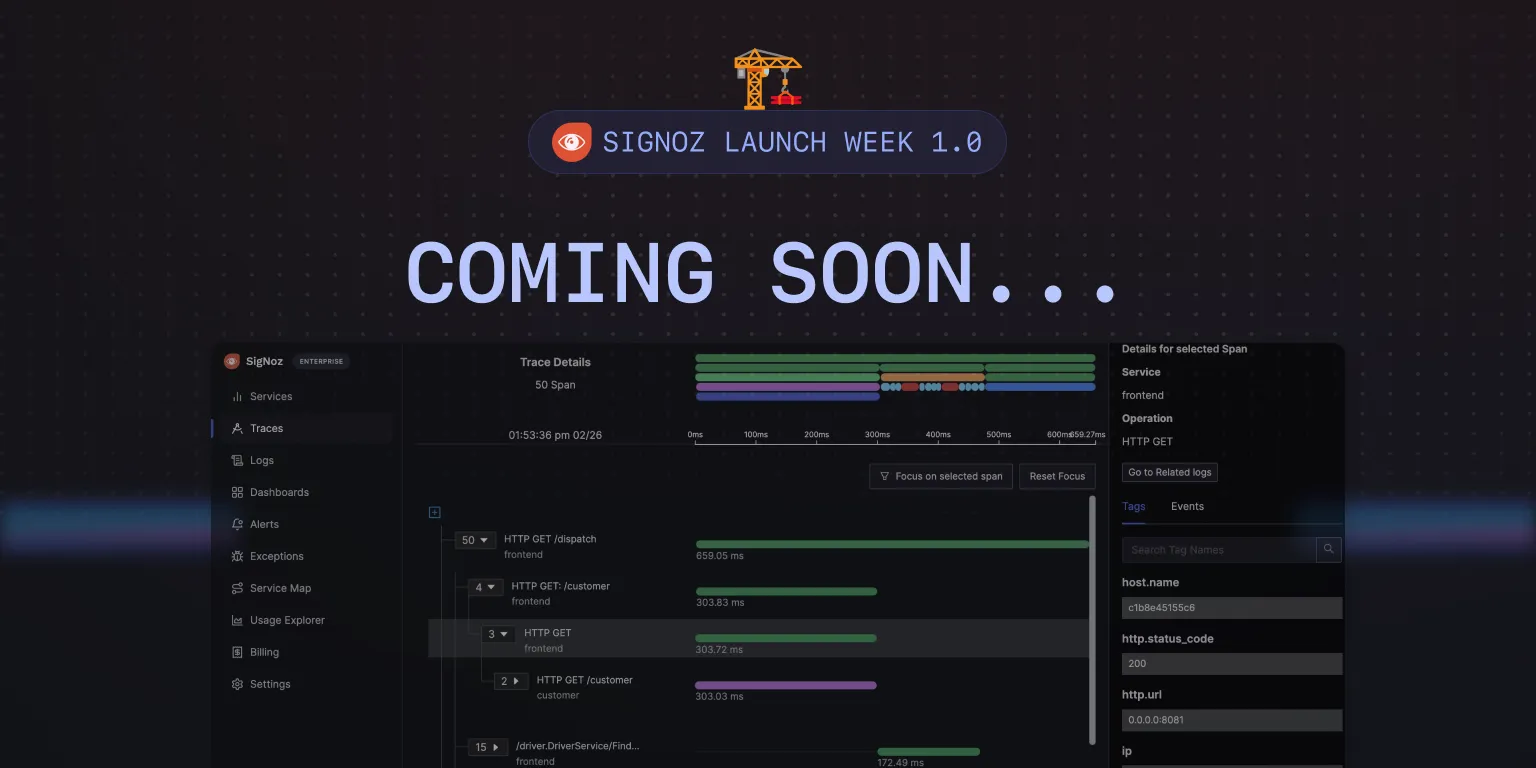 SIGNOZ LAUNCH WEEK 1.0
COMING SOON...
SigNoz ENTERPRISE
Services
Traces
Logs
Dashboards
Alerts
Exceptions
Service Map
Usage Explorer
Billing
Settings
Trace Details
50 Span
01:53:36 pm 02/26
0ms 100ms 200ms 300ms 400ms 500ms 600ms 659.27ms
Focus on selected span Reset Focus
50 HTTP GET /dispatch
frontend
659.05 ms
4 HTTP GET: /customer
frontend
303.83 ms
3 HTTP GET
frontend
303.72 ms
2 HTTP GET /customer
customer
303.03 ms
15 /driver.DriverService/Find...
frontend
172.49 ms
Details for selected Span
Service
frontend
Operation
HTTP GET
Go to Related logs
Tags Events
Search Tag Names
host.name
c1b8e45155c6
http.status_code
200
http.url
0.0.0.0:8081
ip